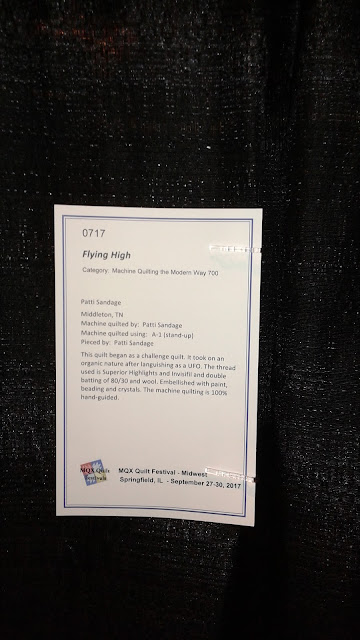 0717
Flying High
Category: Machine Quilting the Modern Way 700
Patti Sandage
Middleton, TN
Machine quilted by: Patti Sandage
Machine quilted using: A-1 (stand-up)
Pieced by: Patti Sandage
This quilt began as a challenge quilt. It took on an
organic nature after languishing as a UFO. The thread
used is Superior Highlights and Invisifil and double
batting of 80/30 and wool. Embellished with paint,
beading and crystals. The machine quilting is 100%
hand-guided.
MQX Quilt
Festivals
MQX Quilt Festival - Midwest
Springfield, IL - September 27-30, 2017